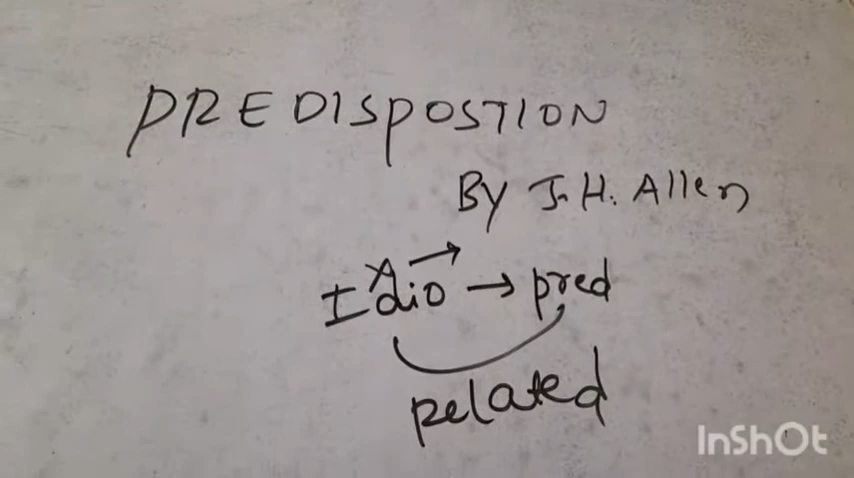 PREDISPOSTION
By J.H. Allen
Idio → pred
related
InShOt